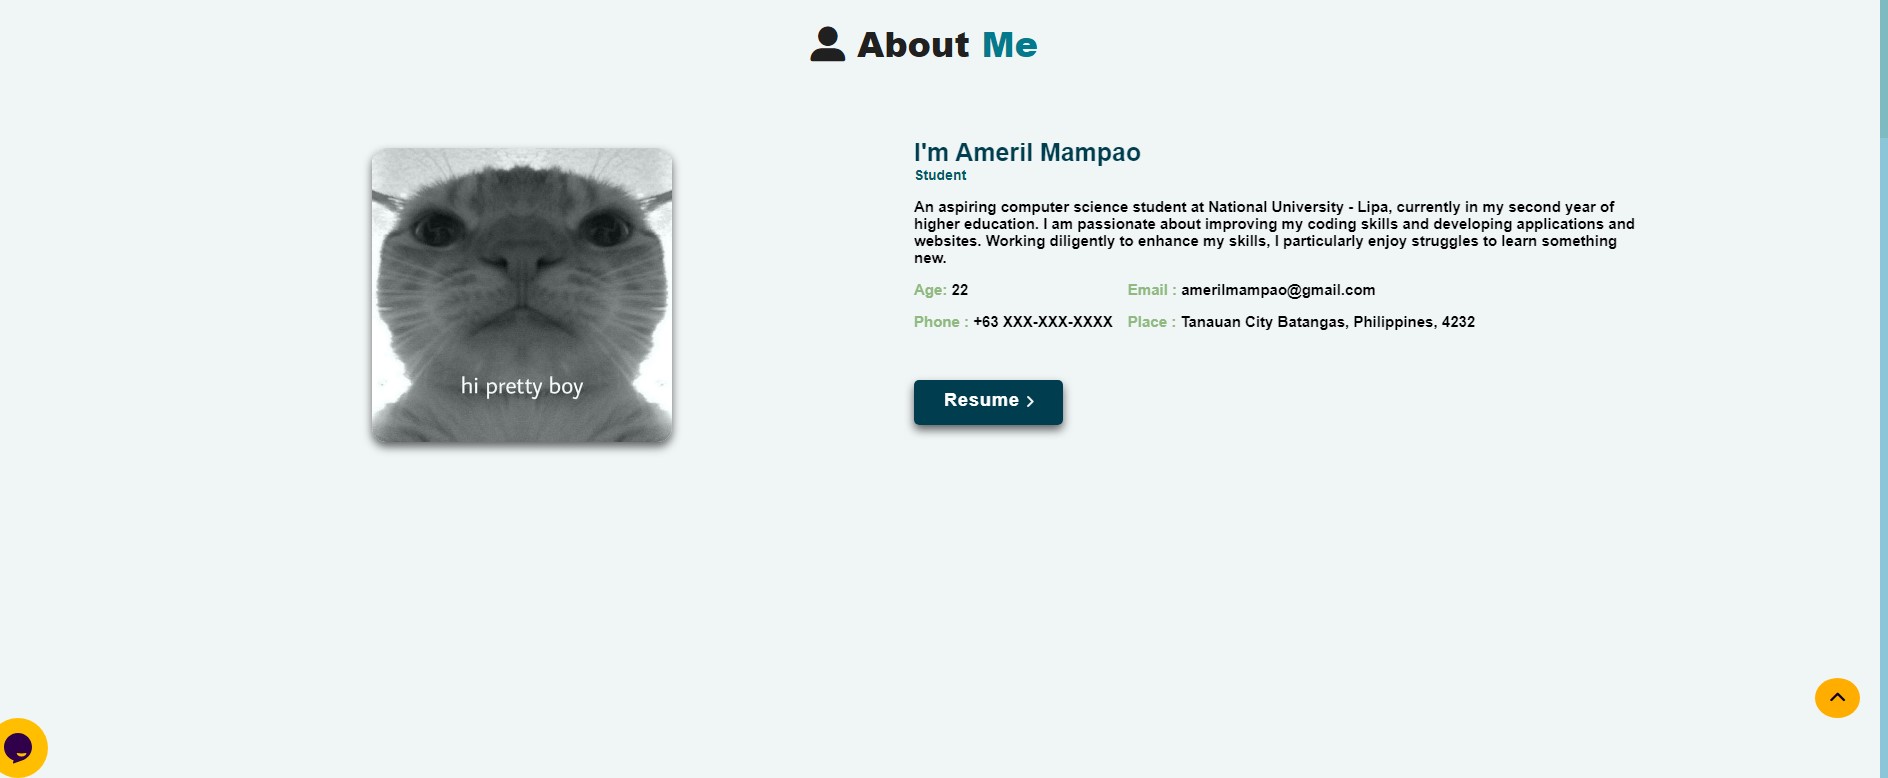 About Me
hi pretty boy
I'm Ameril Mampao
Student
An aspiring computer science student at National University - Lipa, currently in my second year of
higher education. I am passionate about improving my coding skills and developing applications and
websites. Working diligently to enhance my skills, I particularly enjoy struggles to learn something
new.
Age: 22 Email : amerilmampao@gmail.com
Phone : +63 XXX-XXX-XXXX Place : Tanauan City Batangas, Philippines, 4232
Resume